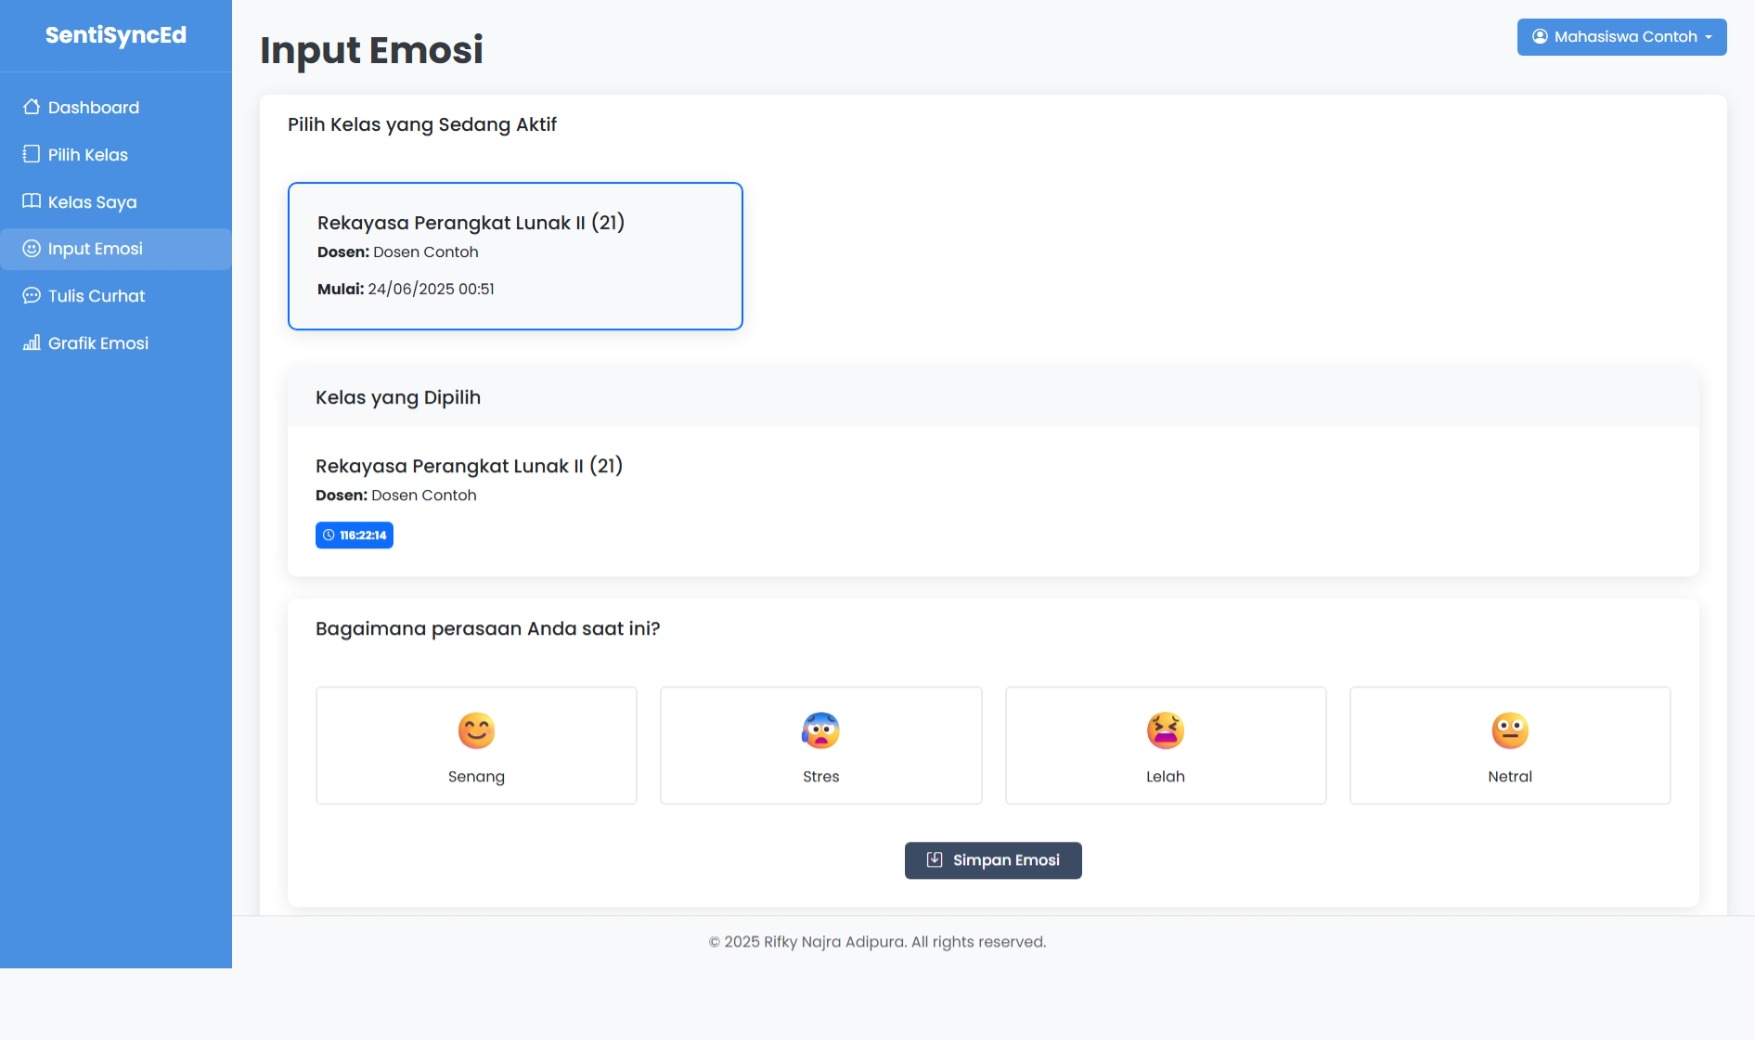 SentiSyncEd
Dashboard
Pilih Kelas
Kelas Saya
Input Emosi
Tulis Curhat
Grafik Emosi
Input Emosi
Mahasiswa Contoh
Pilih Kelas yang Sedang Aktif
Rekayasa Perangkat Lunak II (21)
Dosen: Dosen Contoh
Mulai: 24/06/2025 00:51
Kelas yang Dipilih
Rekayasa Perangkat Lunak II (21)
Dosen: Dosen Contoh
116:22:14
Bagaimana perasaan Anda saat ini?
Senang
Stres
Lelah
Netral
Simpan Emosi
© 2025 Rifky Najra Adipura. All rights reserved.